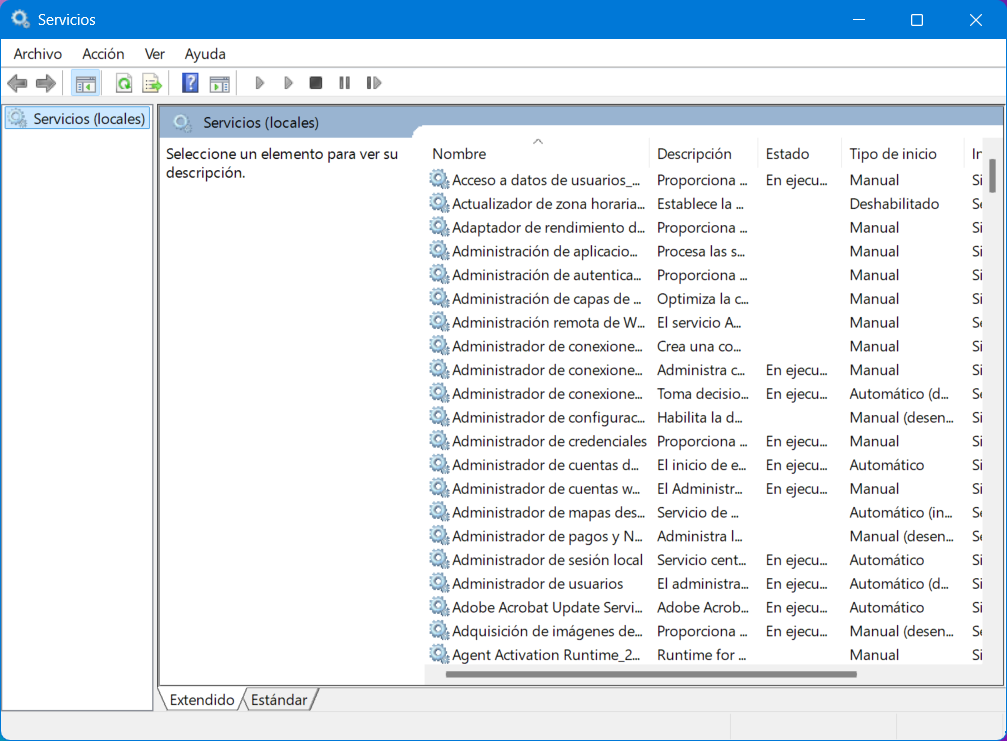 Servicios
Archivo Acción Ver Ayuda
Servicios (locales)
Servicios (locales)
Seleccione un elemento para ver su
descripción.
Nombre Descripción Estado Tipo de inicio In
Acceso a datos de usuarios_... Proporciona ... En ejecu... Manual Si
Actualizador de zona horaria... Establece la ... Deshabilitado Se
Adaptador de rendimiento d... Proporciona ... Manual Si
Administración de aplicacio... Procesa las s... Manual Si
Administración de autentica... Proporciona ... Manual Si
Administración de capas de ... Optimiza la c... Manual Si
Administración remota de W... El servicio A... Manual Se
Administrador de conexione... Crea una co... Manual Si
Administrador de conexione... Administra c... En ejecu... Manual Si
Administrador de conexione... Toma decisio... En ejecu... Automático (d... Si
Administrador de configurac... Habilita la d... Manual (desen... Si
Administrador de credenciales Proporciona ... En ejecu... Manual Si
Administrador de cuentas d... El inicio de e... En ejecu... Automático Si
Administrador de cuentas w... El Administr... En ejecu... Manual Si
Administrador de mapas des... Servicio de ... Automático (in... Se
Administrador de pagos y N... Administra l... Manual (desen... Se
Administrador de sesión local Servicio cent... En ejecu... Automático Si
Administrador de usuarios El administra... En ejecu... Automático (d... Si
Adobe Acrobat Update Servi... Adobe Acrob... En ejecu... Automático Si
Adquisición de imágenes de... Proporciona ... En ejecu... Manual (desen... Se
Agent Activation Runtime_2... Runtime for ... Manual Si
Extendido Estándar